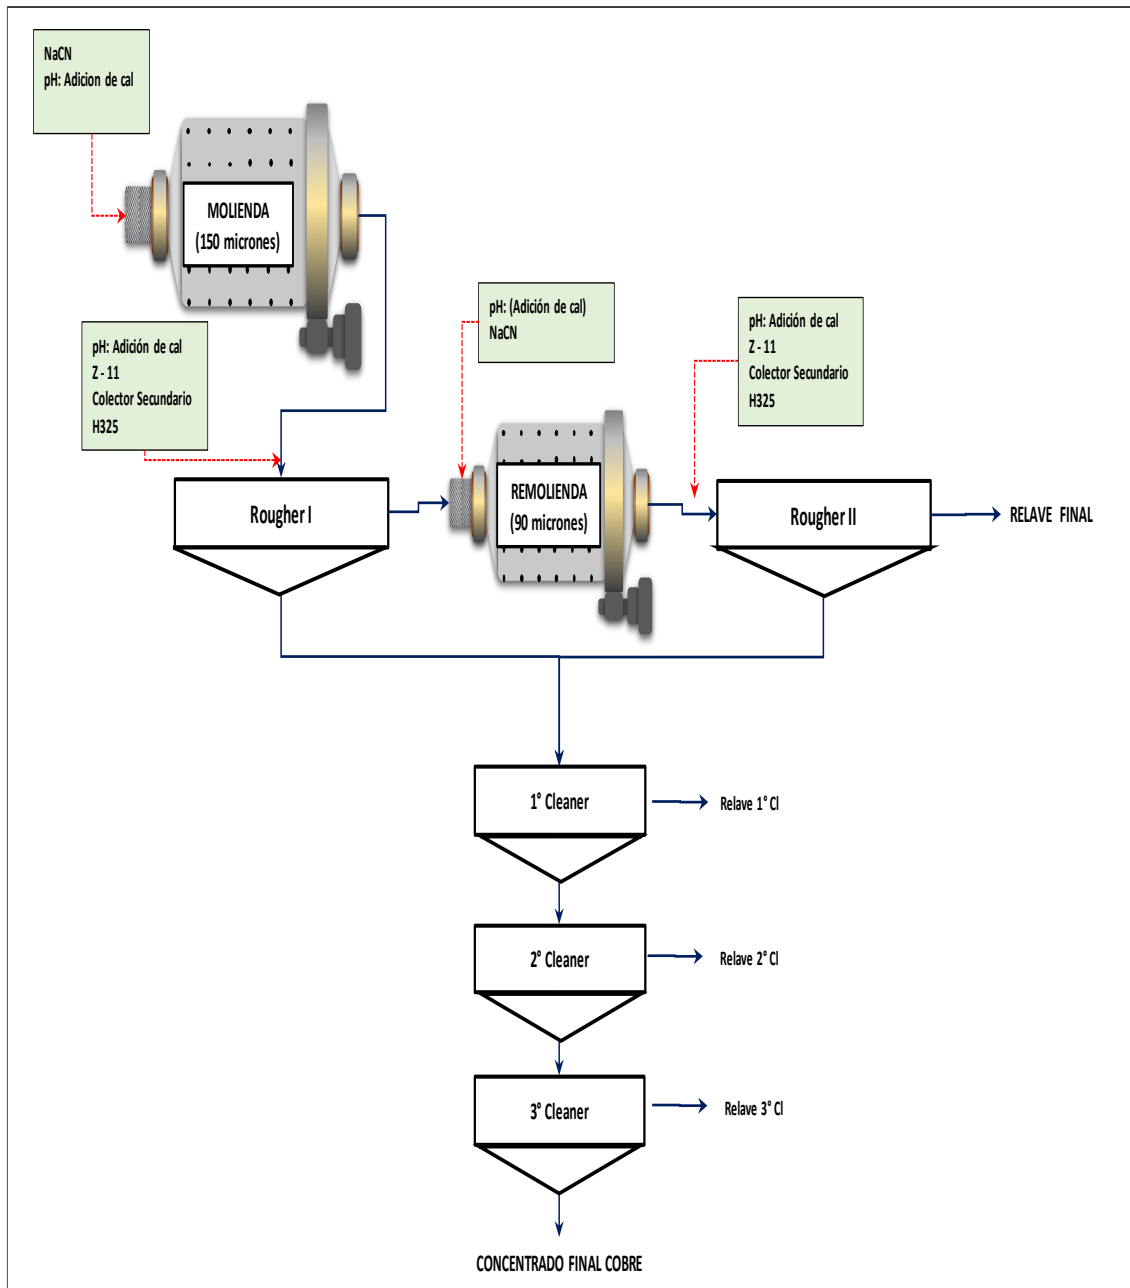 NaCN
pH: Adicion de cal
MOLIENDA
(150 micrones)
pH: Adición de cal
Z - 11
Colector Secundario
H325
pH: (Adición de cal)
NaCN
pH: Adición de cal
Z - 11
Colector Secundario
H325
Rougher I
REMOLIENDA
(90 micrones)
Rougher II
RELAVE FINAL
1° Cleaner
Relave 1° Cl
2° Cleaner
Relave 2° Cl
3° Cleaner
Relave 3° Cl
CONCENTRADO FINAL COBRE